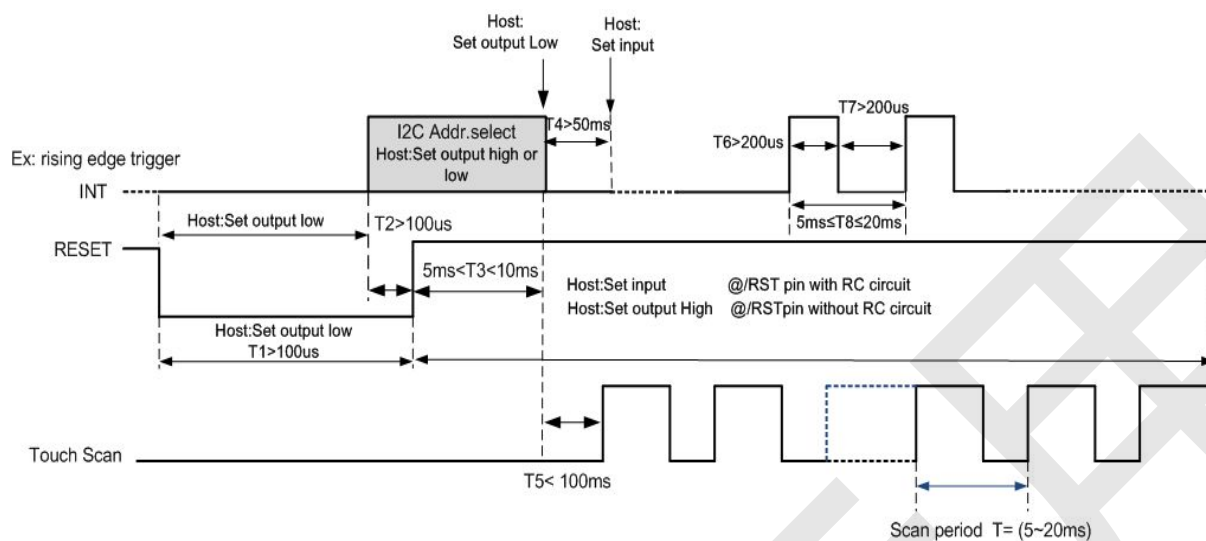 Host:
Set output Low
Host:
Set input
T4>50ms
T7>200us
I2C Addr.select
Host:Set output high or
low
T6>200us
Ex: rising edge trigger
INT
Host:Set output low
T2>100us
5ms≤T8≤20ms
RESET
5ms<T3<10ms
Host:Set input @/RST pin with RC circuit
Host:Set output High @/RSTpin without RC circuit
Host:Set output low
T1>100us
Touch Scan
T5< 100ms
Scan period T= (5~20ms)